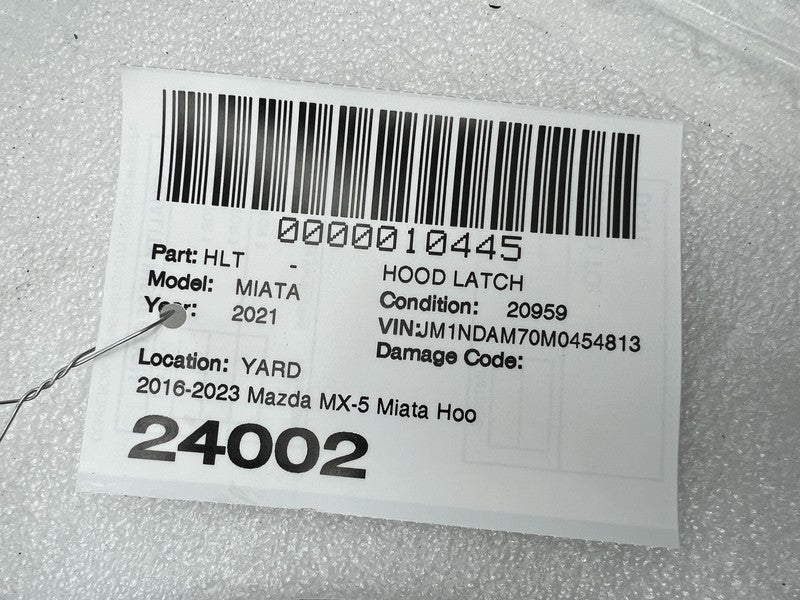 0000010445
Part: HLT - HOOD LATCH
Model: MIATA Condition: 20959
Year: 2021 VIN:JM1NDAM70M0454813
Damage Code:
Location: YARD
2016-2023 Mazda MX-5 Miata Hoo
24002